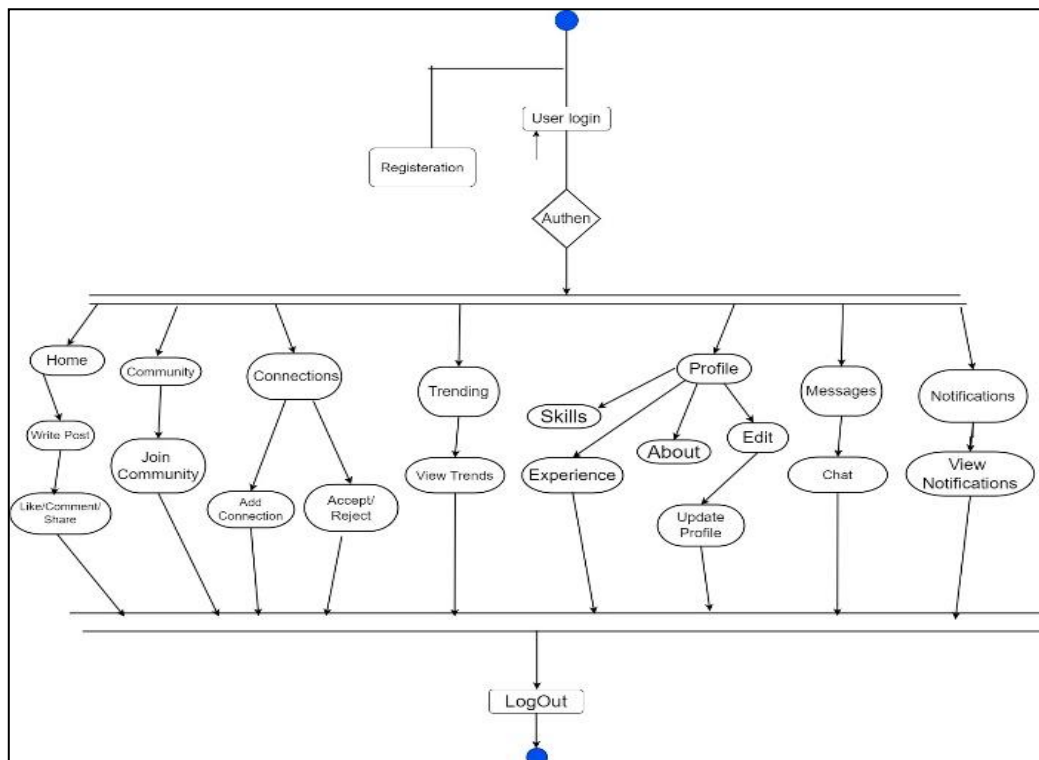 User login
Registeration
Authen
Home
Community
Connections
Trending
Profile
Messages
Notifications
Skills
Write Post
Join
Community
About
Edit
View Trends
Experience
Chat
View
Notifications
Like/Comment/
Share
Add
Connection
Accept/
Reject
Update
Profile
LogOut